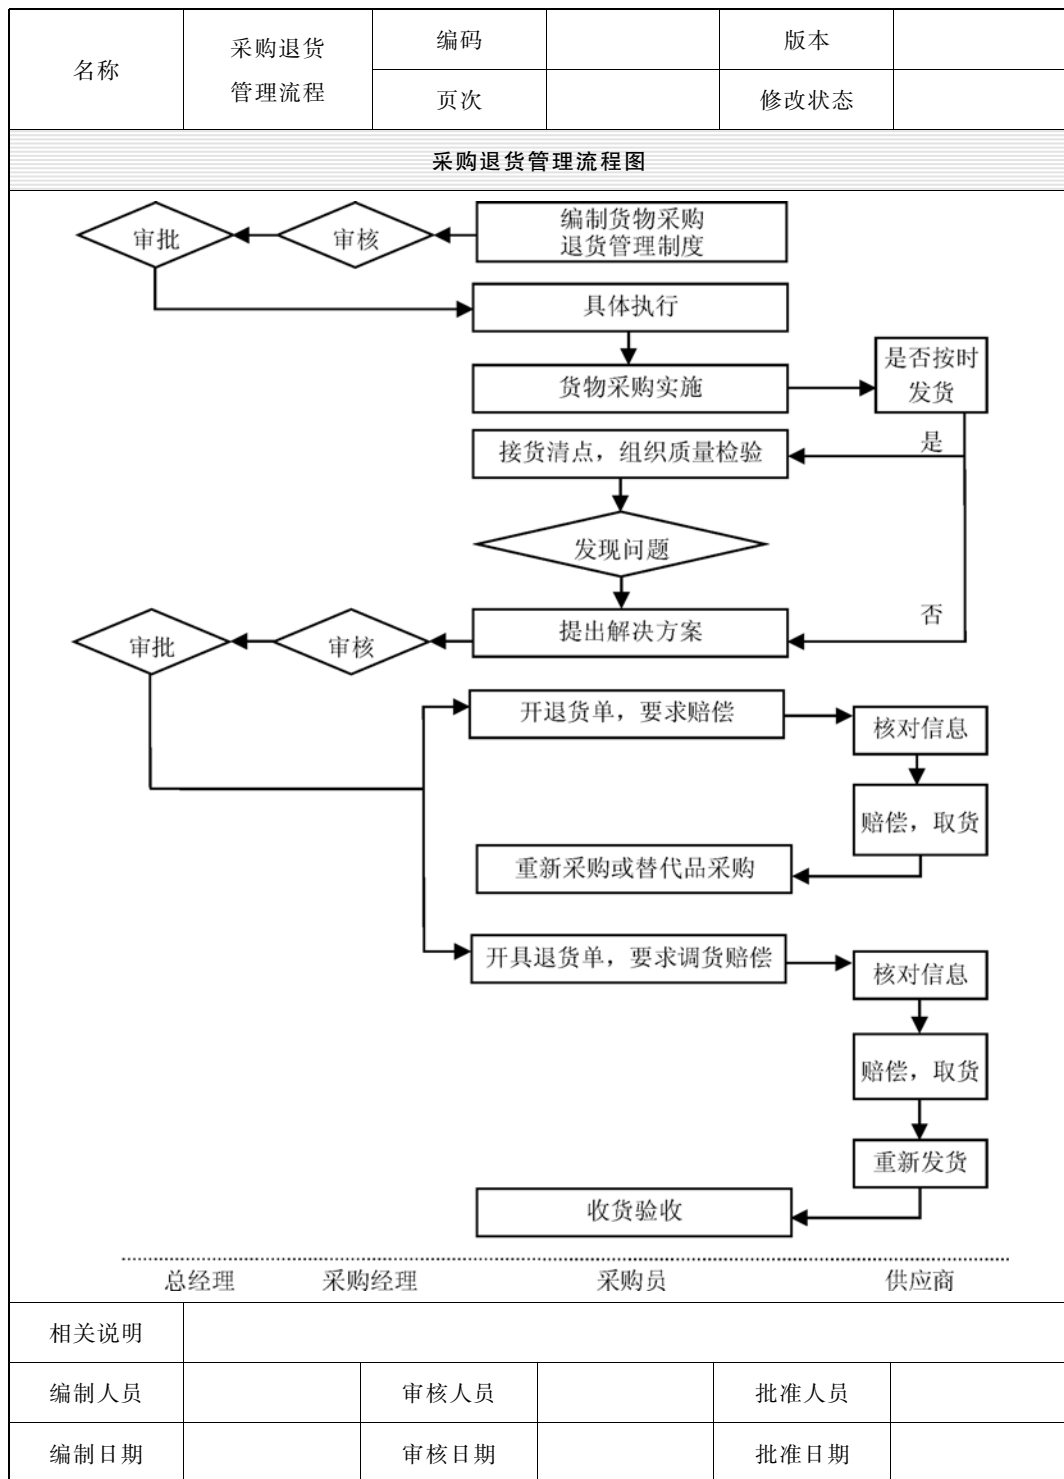 名称
采购退货
管理流程
编码
版本
页次
修改状态
采购退货管理流程图
审批
审核
编制货物采购
退货管理制度
具体执行
是否按时
发货
货物采购实施
是
接货清点，组织质量检验
发现问题
否
审批
审核
提出解决方案
开退货单，要求赔偿
核对信息
赔偿，取货
重新采购或替代品采购
开具退货单，要求调货赔偿
核对信息
赔偿，取货
重新发货
收货验收
总经理
采购经理
采购员
供应商
相关说明
编制人员
审核人员
批准人员
编制日期
审核日期
批准日期